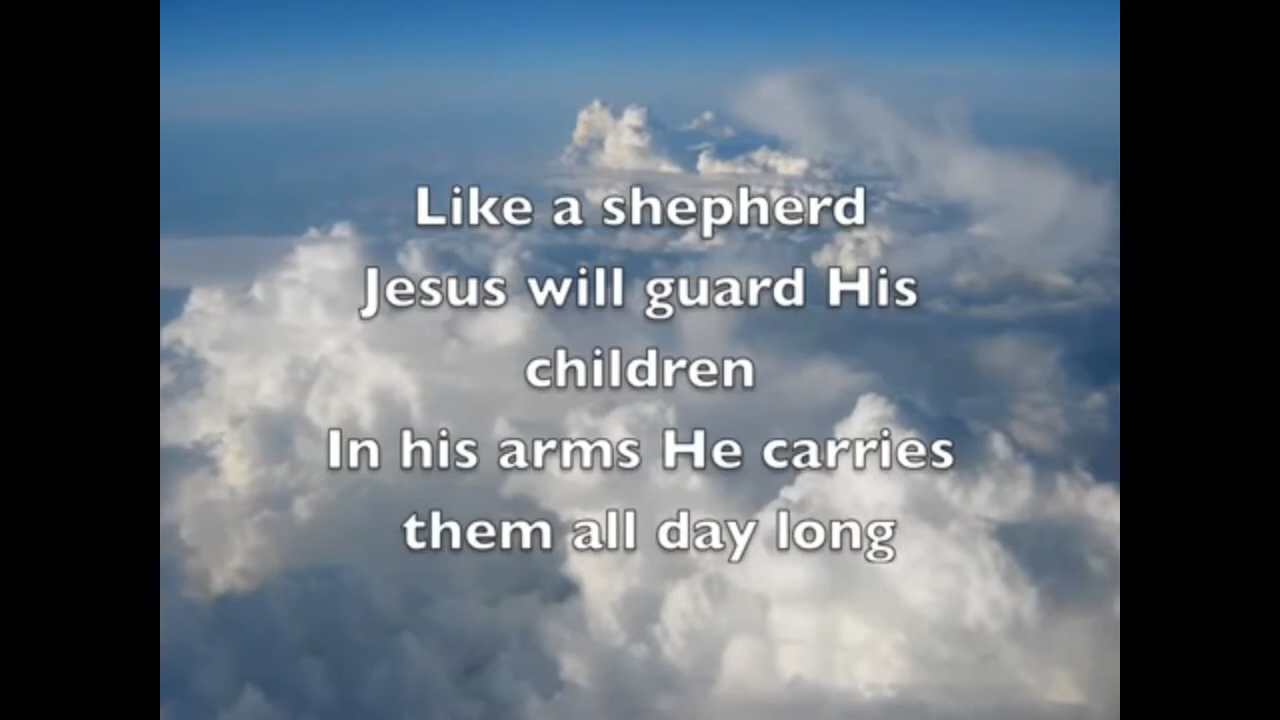 Like a shepherd
Jesus will guard His
children
In his arms He carries
them all day long